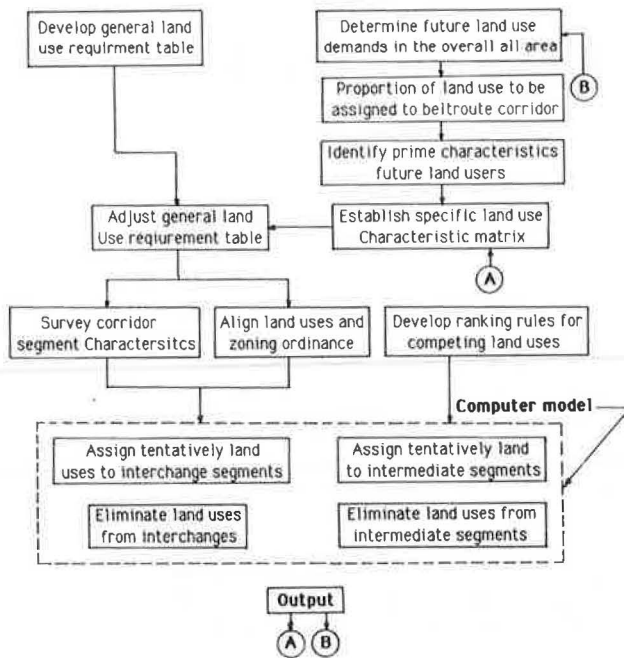 Develop general land
use requirment table
Determine future land use
demands in the overall all area
B
Proportion of land use to be
assigned to beltroute corridor
Identify prime characteristics
future land users
Adjust general land
Use reqiurement table
Establish specific land use
Characteristic matrix
A
Survey corridor
segment Charactersitcs
Align land uses and
zoning ordinance
Develop ranking rules for
competing land uses
Computer model
Assign tentatively land
uses to interchange segments
Assign tentatively land
to intermediate segments
Eliminate land uses
from interchanges
Eliminate land uses from
intermediate segments
Output
A
B